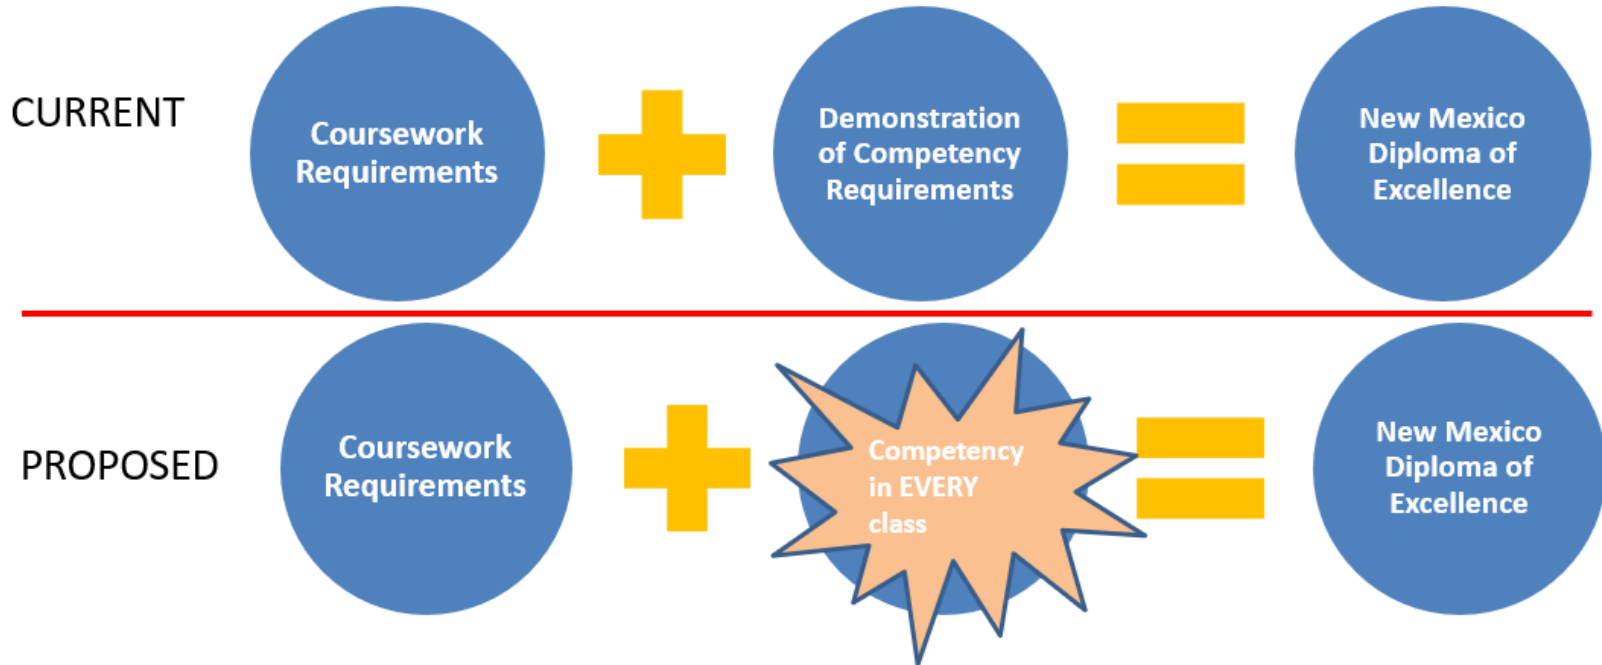 CURRENT
Coursework
Requirements
Demonstration
of Competency
Requirements
New Mexico
Diploma of
Excellence
PROPOSED
Coursework
Requirements
Competency
in EVERY
class
New Mexico
Diploma of
Excellence